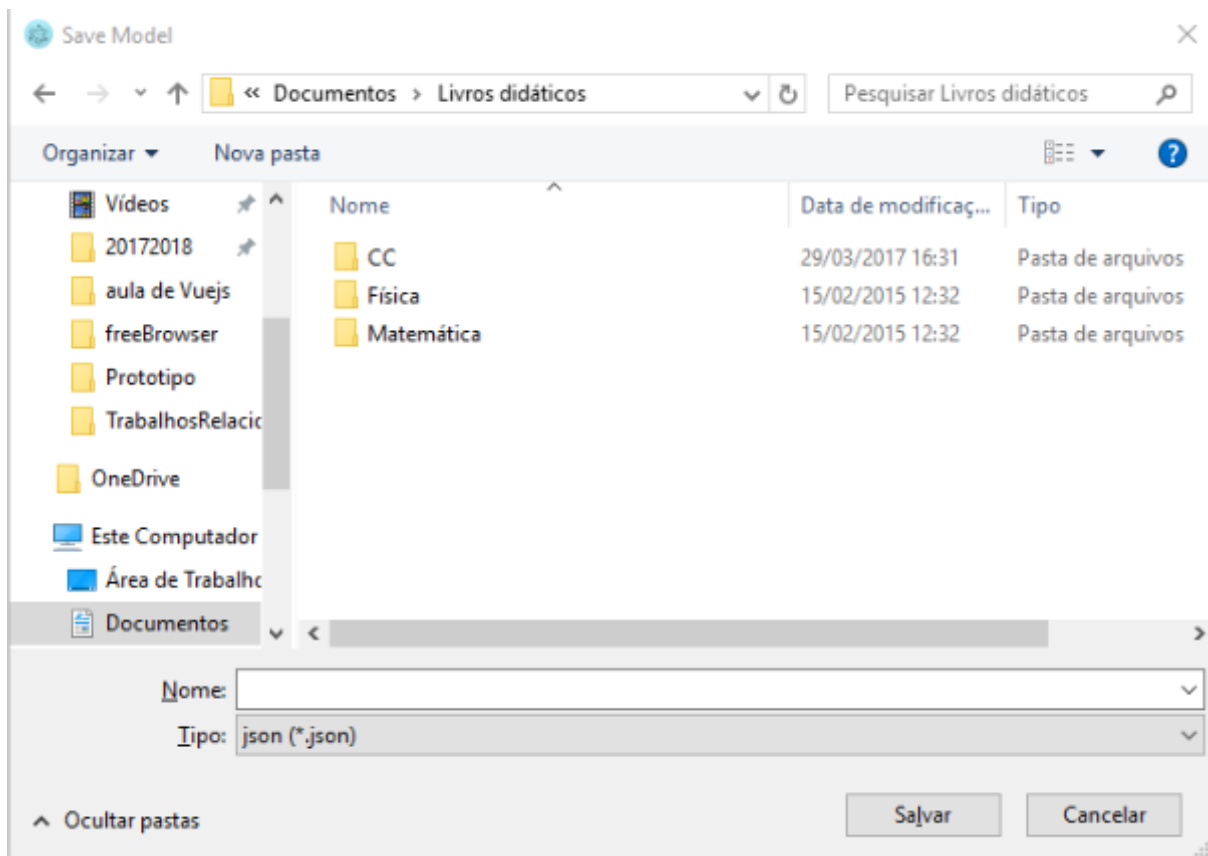 Save Model
« Documentos > Livros didáticos
Pesquisar Livros didáticos
Organizar
Nova pasta
Vídeos
20172018
aula de Vuejs
freeBrowser
Prototipo
TrabalhosRelacic
OneDrive
Este Computador
Área de Trabalhc
Documentos
Nome Data de modificaç... Tipo
CC 29/03/2017 16:31 Pasta de arquivos
Física 15/02/2015 12:32 Pasta de arquivos
Matemática 15/02/2015 12:32 Pasta de arquivos
Nome:
Tipo: json (*.json)
Ocultar pastas
Salvar
Cancelar